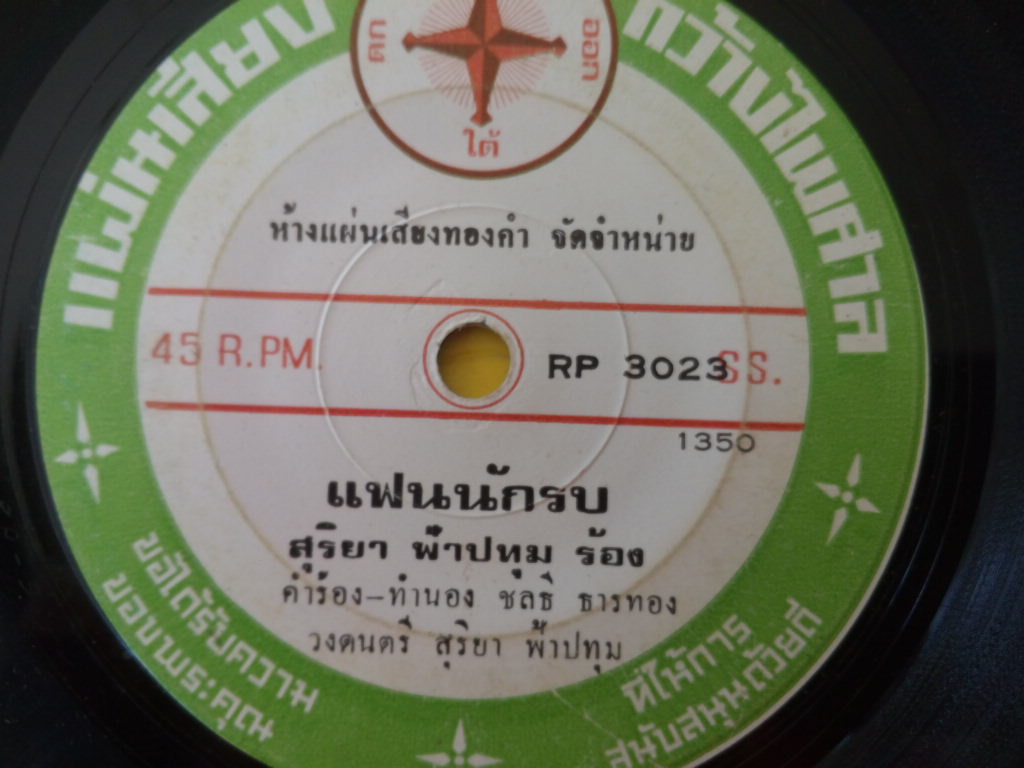 แผ่นเสียง
กว้างไพศาล
ตก
ออก
ใต้
ห้างแผ่นเสียงทองคำ จัดจำหน่าย
45 R.P.M.
RP 3023
SS.
1350
แฟนนักรบ
สุริยา ฟ้าปทุม ร้อง
คำร้อง-ทำนอง ชลธี ธารทอง
วงดนตรี สุริยา ฟ้าปทุม
ขอได้รับความ
ขอบพระคุณ
ที่ให้การ
สนับสนุนด้วยดี